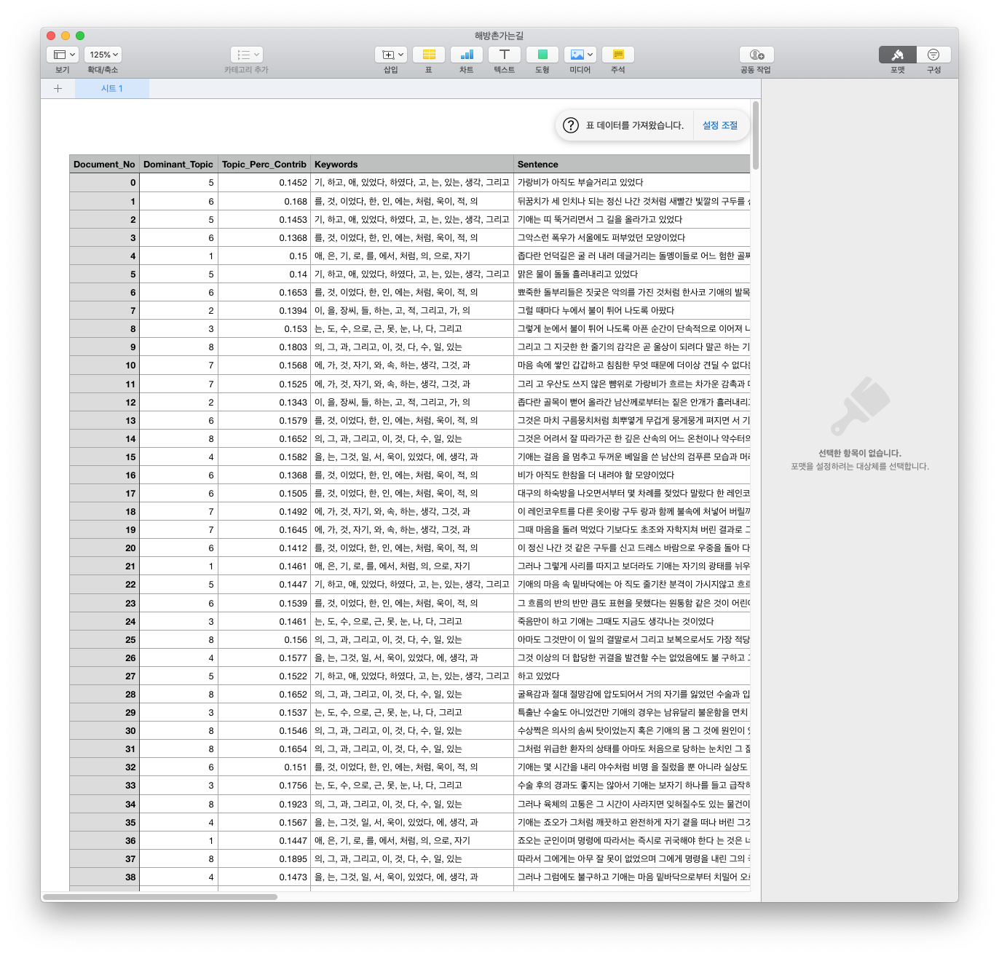 해방촌가는길
125%
보기
확대/축소
카테고리 추가
삽입
표
차트
텍스트
도형
미디어
주석
공동 작업
포맷
구성
시트 1
표 데이터를 가져왔습니다. 설정 조절
Document_No Dominant_Topic Topic_Perc_Contrib Keywords Sentence
0 5 0.1452 기, 하고, 애, 있었다, 하였다, 고, 는, 있는, 생각, 그리고 가랑비가 아직도 부슬거리고 있었다
1 6 0.168 를, 것, 이었다, 한, 인, 에는, 처럼, 욱이, 적, 의 뒤꿈치가 세 인치나 되는 정신 나간 것처럼 새빨간 빛깔의 구두를
2 5 0.1453 기, 하고, 애, 있었다, 하였다, 고, 는, 있는, 생각, 그리고 기애는 띠 뚝거리면서 그 길을 올라가고 있었다
3 6 0.1368 를, 것, 이었다, 한, 인, 에는, 처럼, 욱이, 적, 의 그악스런 폭우가 서울에도 퍼부었던 모양이었다
4 1 0.15 애, 은, 기, 로, 를, 에서, 처럼, 의, 으로, 자기 좁다란 언덕길은 굴 러 내려 데글거리는 돌멩이들로 어느 험한
5 5 0.14 기, 하고, 애, 있었다, 하였다, 고, 는, 있는, 생각, 그리고 맑은 물이 돌돌 흘러내리고 있었다
6 6 0.1653 를, 것, 이었다, 한, 인, 에는, 처럼, 욱이, 적, 의 뾰죽한 돌부리들은 짓궂은 악의를 가진 것처럼 한사코 기애의 발목
7 2 0.1394 이, 을, 장씨, 들, 하는, 고, 적, 그리고, 가, 의 그럴 때마다 누에서 불이 튀어 나도록 아팠다
8 3 0.153 는, 도, 수, 으로, 근, 못, 눈, 나, 다, 그리고 그렇게 눈에서 불이 튀어 나도록 아픈 순간이 단속적으로 이어져
9 8 0.1803 의, 그, 과, 그리고, 이, 것, 다, 수, 일, 있는 그리고 그 지긋한 한 줄기의 감각은 곧 울상이 되려다 말곤 하는 기
10 7 0.1568 에, 가, 것, 자기, 와, 속, 하는, 생각, 그것, 과 마음 속에 쌓인 갑갑하고 침침한 무엇 때문에 더이상 견딜 수
11 7 0.1525 에, 가, 것, 자기, 와, 속, 하는, 생각, 그것, 과 그리 고 우산도 쓰지 않은 뺨위로 가랑비가 흐르는 차가운 감촉과
12 2 0.1343 이, 을, 장씨, 들, 하는, 고, 적, 그리고, 가, 의 좁다란 골목이 뻗어 올라간 남산께로부터는 짙은 안개가
13 6 0.1579 를, 것, 이었다, 한, 인, 에는, 처럼, 욱이, 적, 의 그것은 마치 구름뭉치처럼 희뿌옇게 무겁게 뭉게뭉게 펴지면 서 기
14 8 0.1652 의, 그, 과, 그리고, 이, 것, 다, 수, 일, 있는 그것은 어려서 잘 따라가곤 한 깊은 산속의 어느 온천이나 약수터의
15 4 0.1582 을, 는, 그것, 일, 서, 욱이, 있었다, 에, 생각, 과 기애는 걸음 을 멈추고 두꺼운 베일을 쓴 남산의 검푸른 모습과
16 6 0.1368 를, 것, 이었다, 한, 인, 에는, 처럼, 욱이, 적, 의 비가 아직도 한참을 더 내려야 할 모양이었다
17 6 0.1505 를, 것, 이었다, 한, 인, 에는, 처럼, 욱이, 적, 의 대구의 하숙방을 나오면서부터 몇 차례를 젖었다 말랐다 한 레인코
18 7 0.1492 에, 가, 것, 자기, 와, 속, 하는, 생각, 그것, 과 이 레인코우트를 다른 옷이랑 구두 랑과 함께 불속에 처넣어
19 7 0.1645 에, 가, 것, 자기, 와, 속, 하는, 생각, 그것, 과 그때 마음을 돌려 먹었다 기보다도 초조와 자학지쳐 버린 결과로
20 6 0.1412 를, 것, 이었다, 한, 인, 에는, 처럼, 욱이, 적, 의 이 정신 나간 것 같은 구두를 신고 드레스 바람으로 우중을 돌아 다
21 1 0.1461 애, 은, 기, 로, 를, 에서, 처럼, 의, 으로, 자기 그러나 그렇게 사리를 따지고 보더라도 기애는 자기의 광태를 뉘우
22 5 0.1447 기, 하고, 애, 있었다, 하였다, 고, 는, 있는, 생각, 그리고 기애의 마음 속 밑바닥에는 아 직도 줄기찬 분격이 가시지않고
23 6 0.1539 를, 것, 이었다, 한, 인, 에는, 처럼, 욱이, 적, 의 그 흐름의 반의 반만 큼도 표현을 못했다는 원통함 같은 것이
24 3 0.1461 는, 도, 수, 으로, 근, 못, 눈, 나, 다, 그리고 죽음만이 하고 기애는 그때도 지금도 생각나는 것이었다
25 8 0.156 의, 그, 과, 그리고, 이, 것, 다, 수, 일, 있는 아마도 그것만이 이 일의 결말로서 그리고 보복으로서도 가장 적당
26 4 0.1577 을, 는, 그것, 일, 서, 욱이, 있었다, 에, 생각, 과 그것 이상의 더 합당한 귀결을 발견할 수는 없었음에도 불 구하고
27 5 0.1522 기, 하고, 애, 있었다, 하였다, 고, 는, 있는, 생각, 그리고 하고 있었다
28 8 0.1652 의, 그, 과, 그리고, 이, 것, 다, 수, 일, 있는 굴욕감과 절대 절망감에 압도되어서 거의 자기를 잃었던 수술과 입
29 3 0.1537 는, 도, 수, 으로, 근, 못, 눈, 나, 다, 그리고 특출난 수술도 아니었건만 기애의 경우는 남유달리 불운함을 면치
30 8 0.1546 의, 그, 과, 그리고, 이, 것, 다, 수, 일, 있는 수상쩍은 의사의 솜씨 탓이었는지 혹은 기애의 몸 그 것에 원인이
31 8 0.1654 의, 그, 과, 그리고, 이, 것, 다, 수, 일, 있는 그처럼 위급한 환자의 상태를 아마도 처음으로 당하는 눈치인 그
32 6 0.151 를, 것, 이었다, 한, 인, 에는, 처럼, 욱이, 적, 의 기애는 몇 시간을 내리 야수처럼 비명 을 질렀을 뿐 아니라 실상도
33 3 0.1756 는, 도, 수, 으로, 근, 못, 눈, 나, 다, 그리고 수술 후의 경과도 좋지는 않아서 기애는 보자기 하나를 들고
34 8 0.1923 의, 그, 과, 그리고, 이, 것, 다, 수, 일, 있는 그러나 육체의 고통은 그 시간이 사라지면 잊혀질수도 있는 물건이
35 4 0.1567 을, 는, 그것, 일, 서, 욱이, 있었다, 에, 생각, 과 기애는 죠오가 그처럼 깨끗하고 완전하게 자기 곁을 떠나 버린
36 1 0.1447 애, 은, 기, 로, 를, 에서, 처럼, 의, 으로, 자기 죠오는 군인이며 명령에 따라서는 즉시로 귀국해야 한다 는 것은
37 8 0.1895 의, 그, 과, 그리고, 이, 것, 다, 수, 일, 있는 따라서 그에게는 아무 잘 못이 없었으며 그에게 명령을 내린 그의
38 4 0.1473 을, 는, 그것, 일, 서, 욱이, 있었다, 에, 생각, 과 그러나 그럼에도 불구하고 기애는 마음 밑바닥으로부터 치밀어
선택한 항목이 없습니다.
포맷을 설정하려는 대상체를 선택합니다.